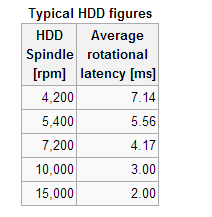 Typical HDD figures
HDD Spindle [rpm] Average rotational latency [ms]
4,200 7.14
5,400 5.56
7,200 4.17
10,000 3.00
15,000 2.00